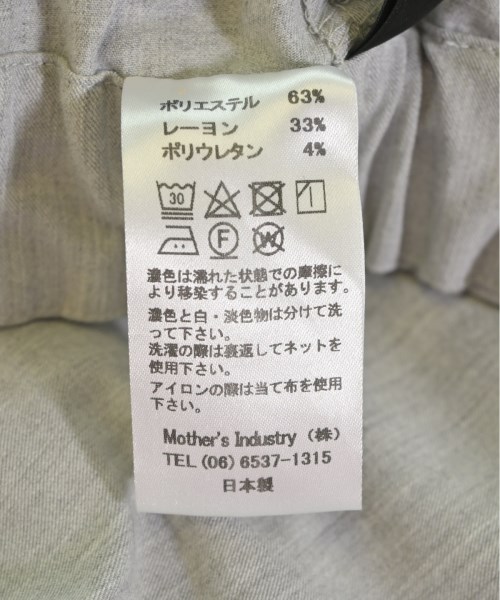 ポリエステル 63%
レーヨン 33%
ポリウレタン 4%
30
F
W
濃色は濡れた状態での摩擦に
より移染することがあります。
濃色と白・淡色物は分けて洗
って下さい。
洗濯の際は裏返してネットを
使用下さい。
アイロンの際は当て布を使用
下さい。
Mother's Industry（株）
TEL (06) 6537-1315
日本製